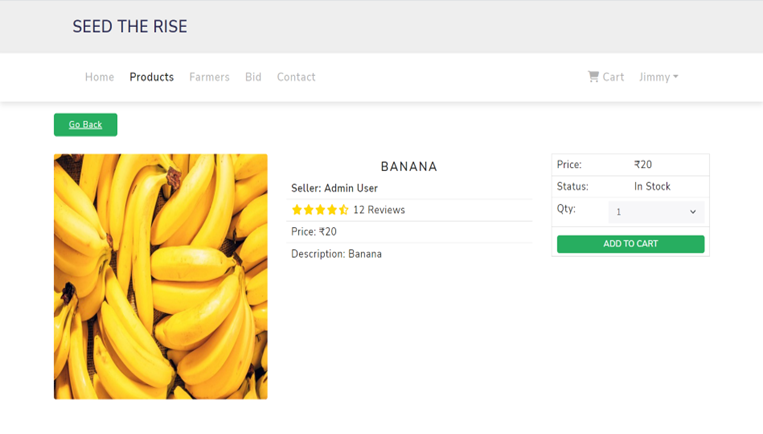 SEED THE RISE
Home Products Farmers Bid Contact Cart Jimmy
Go Back
BANANA
Seller: Admin User
12 Reviews
Price: ₹20
Description: Banana
Price: ₹20
Status: In Stock
Qty: 1
ADD TO CART